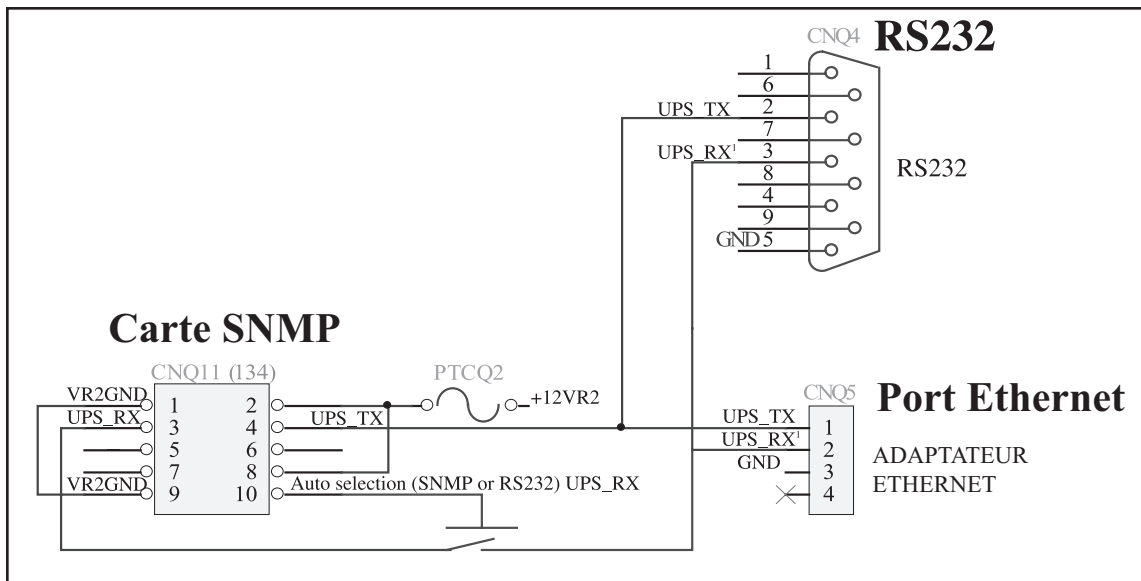 CNQ4 RS232
1
6
UPS_TX 2
7
UPS_RX¹ 3
8
RS232
4
9
GND 5
Carte SNMP
CNQ11 (134)
PTCQ2
+12VR2
VR2GND 1 2
UPS_RX 3 4 UPS_TX
5 6
7 8
VR2GND 9 10 Auto selection (SNMP or RS232) UPS_RX
CNQ5 Port Ethernet
UPS_TX 1
UPS_RX¹ 2
GND 3
4
ADAPTATEUR
ETHERNET